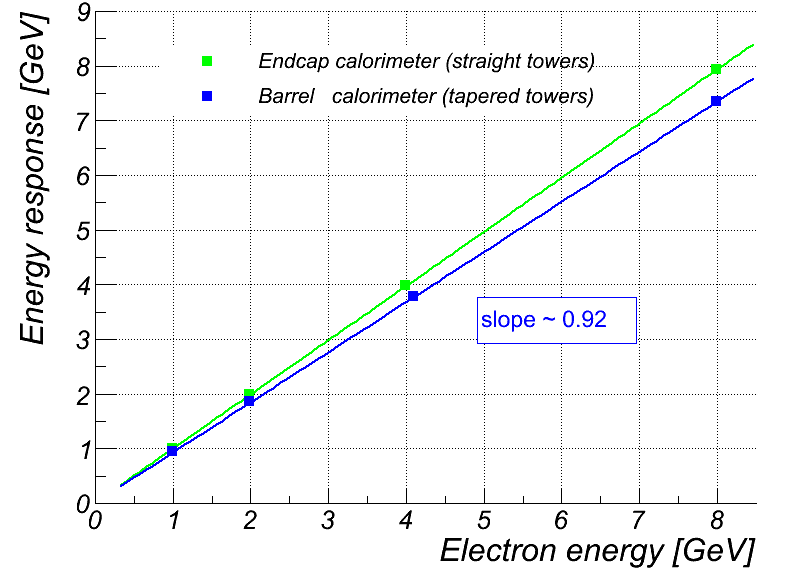 Energy response [GeV]
9
8
7
6
5
4
3
2
1
0
Endcap calorimeter (straight towers)
Barrel calorimeter (tapered towers)
slope ~ 0.92
0 1 2 3 4 5 6 7 8
Electron energy [GeV]